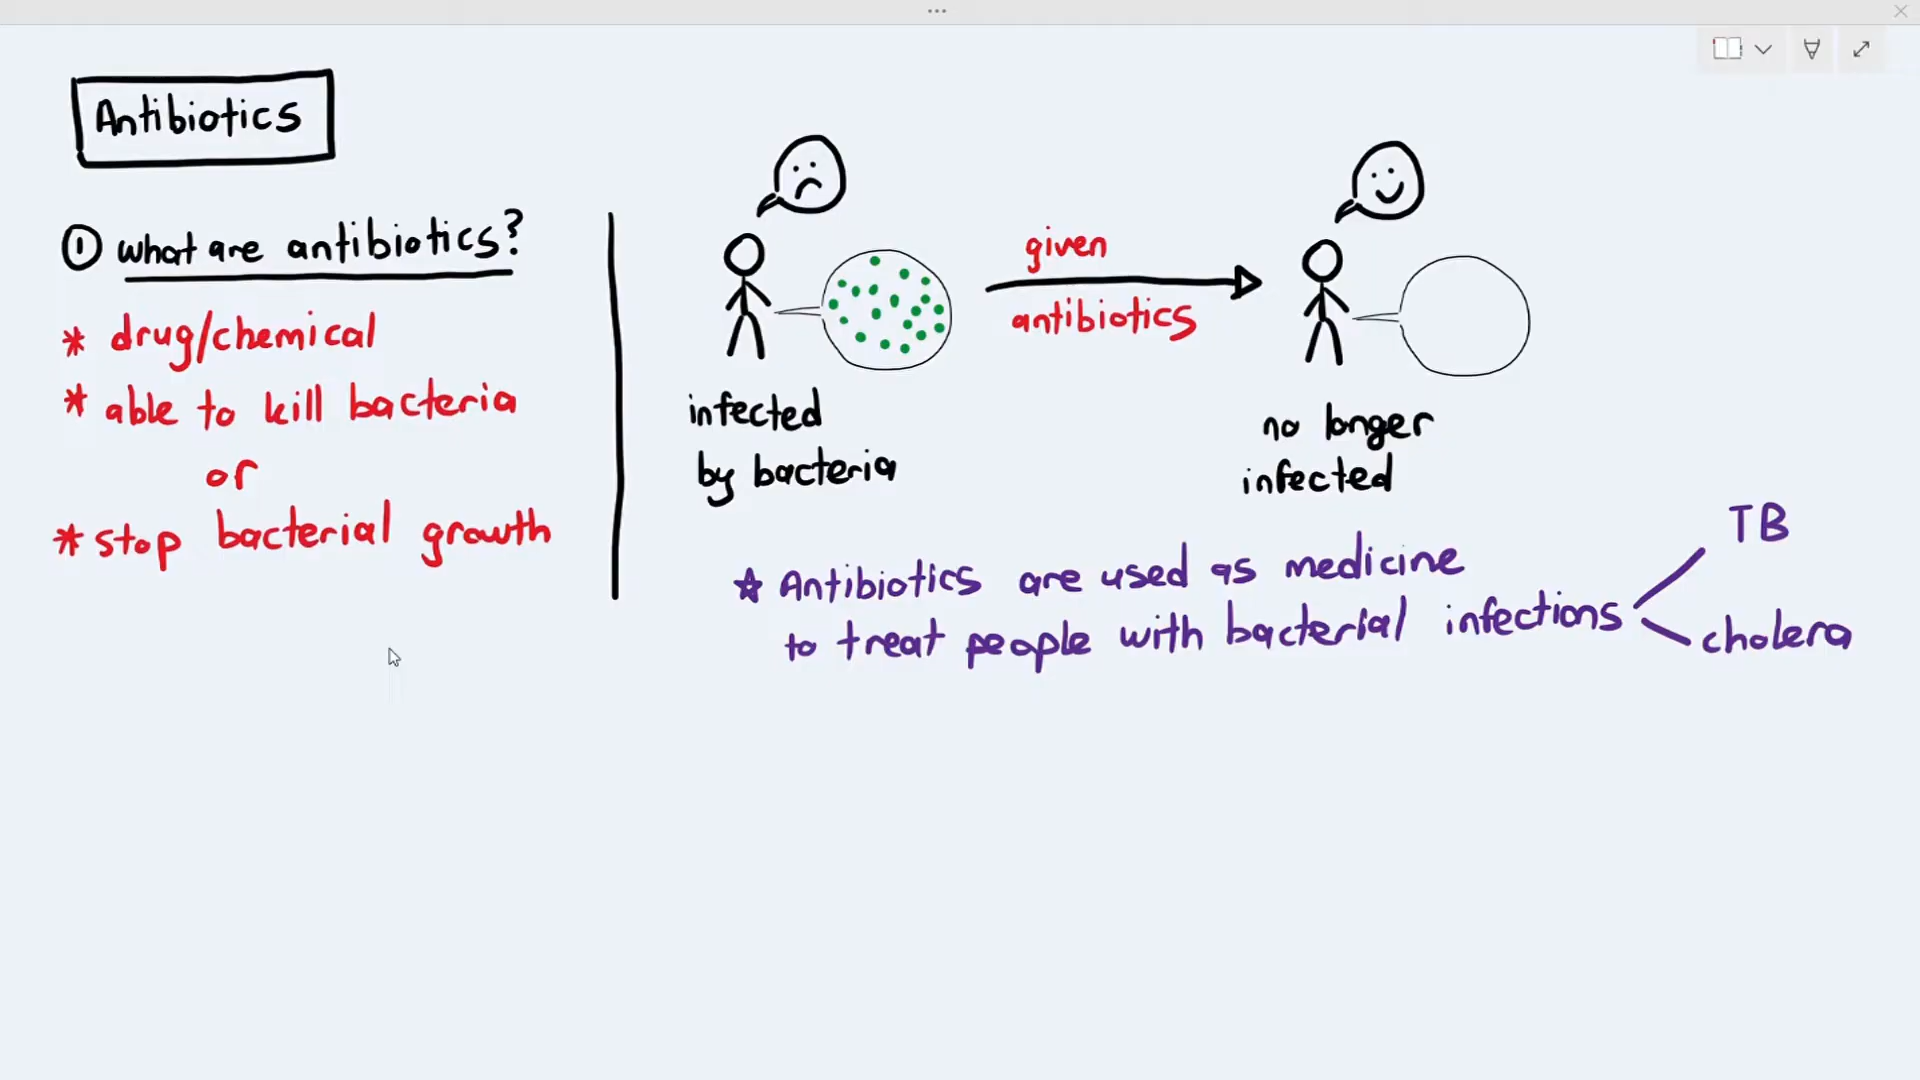 Antibiotics
① what are antibiotics?
* drug/chemical
* able to kill bacteria
or
* stop bacterial growth
given
antibiotics
infected
by bacteria
no longer
infected
☆ Antibiotics are used as medicine
to treat people with bacterial infections
TB
cholera